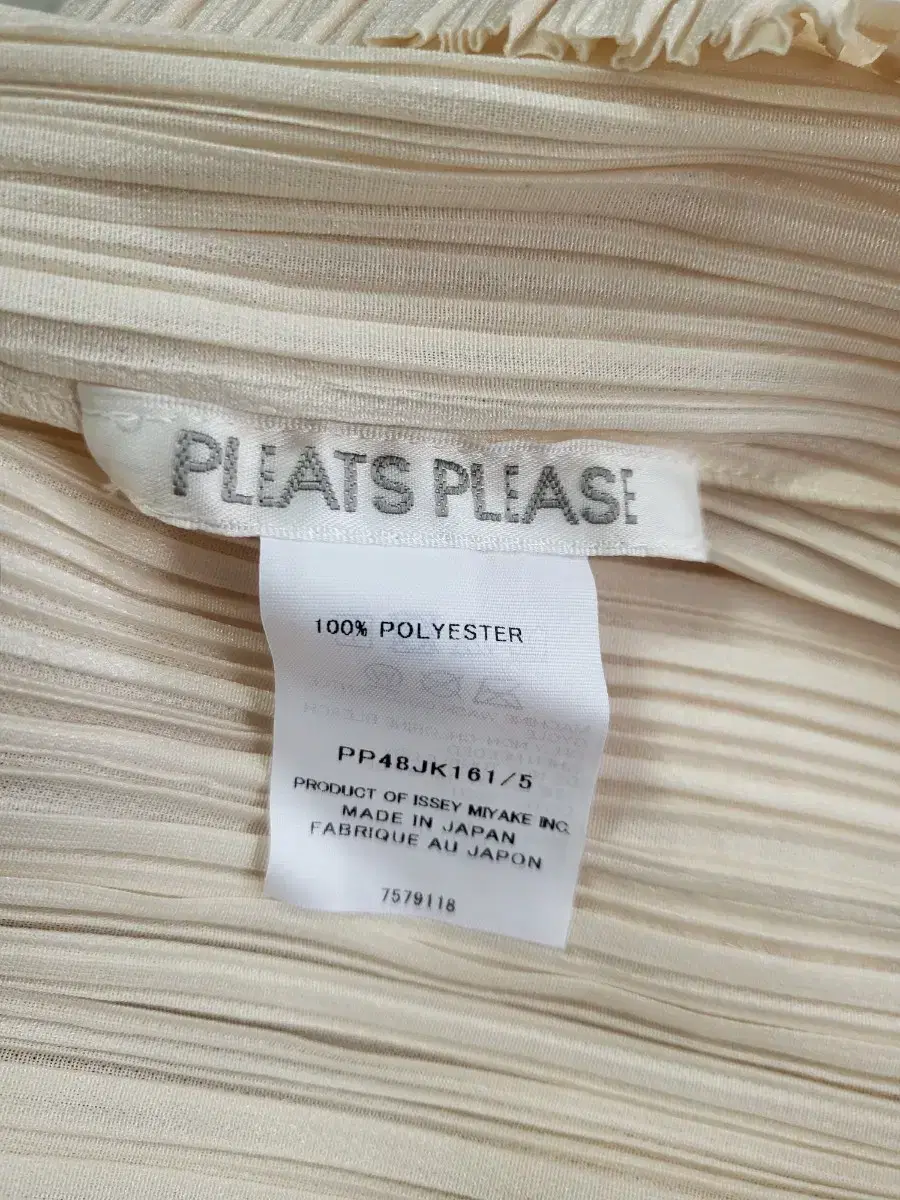 PLEATS PLEASE
100% POLYESTER
PP48JK161/5
PRODUCT OF ISSEY MIYAKE INC.
MADE IN JAPAN
FABRIQUE AU JAPON
7579118